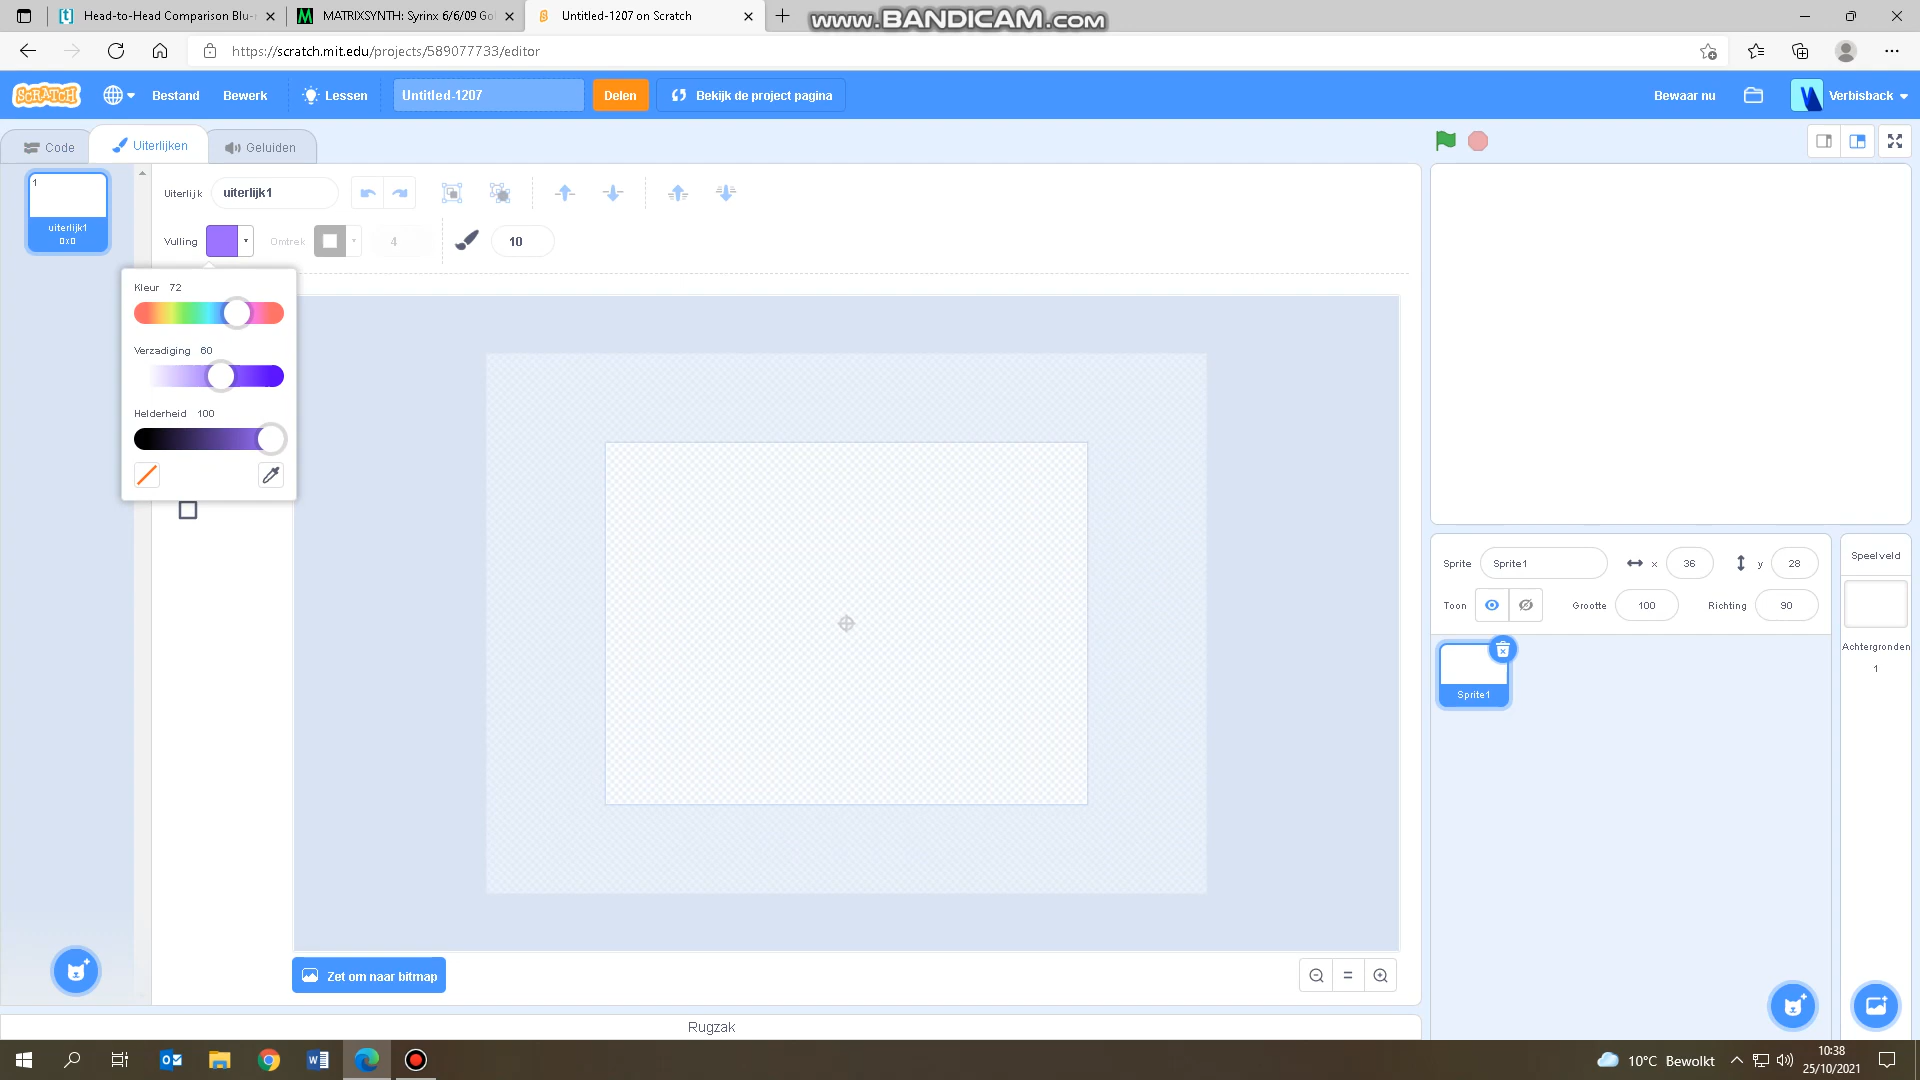 Head-to-Head Comparison Blu-r
MATRIXSYNTH: Syrinx 6/6/09 Go
Untitled-1207 on Scratch
www.BANDICAM.com
https://scratch.mit.edu/projects/589077733/editor
SCRATCH
Bestand
Bewerk
Lessen
Untitled-1207
Delen
Bekijk de project pagina
Bewaar nu
Verbisback
Code
Uiterlijken
Geluiden
1
uiterlijk1
0x0
Uiterlijk
uiterlijk1
Vulling
Omtrek
4
10
Kleur 72
Verzadiging 60
Helderheid 100
Zet om naar bitmap
Rugzak
Sprite
Sprite1
x
36
y
28
Toon
Grootte
100
Richting
90
Sprite1
Speelveld
Achtergronden
1
10°C Bewolkt
10:38
25/10/2021